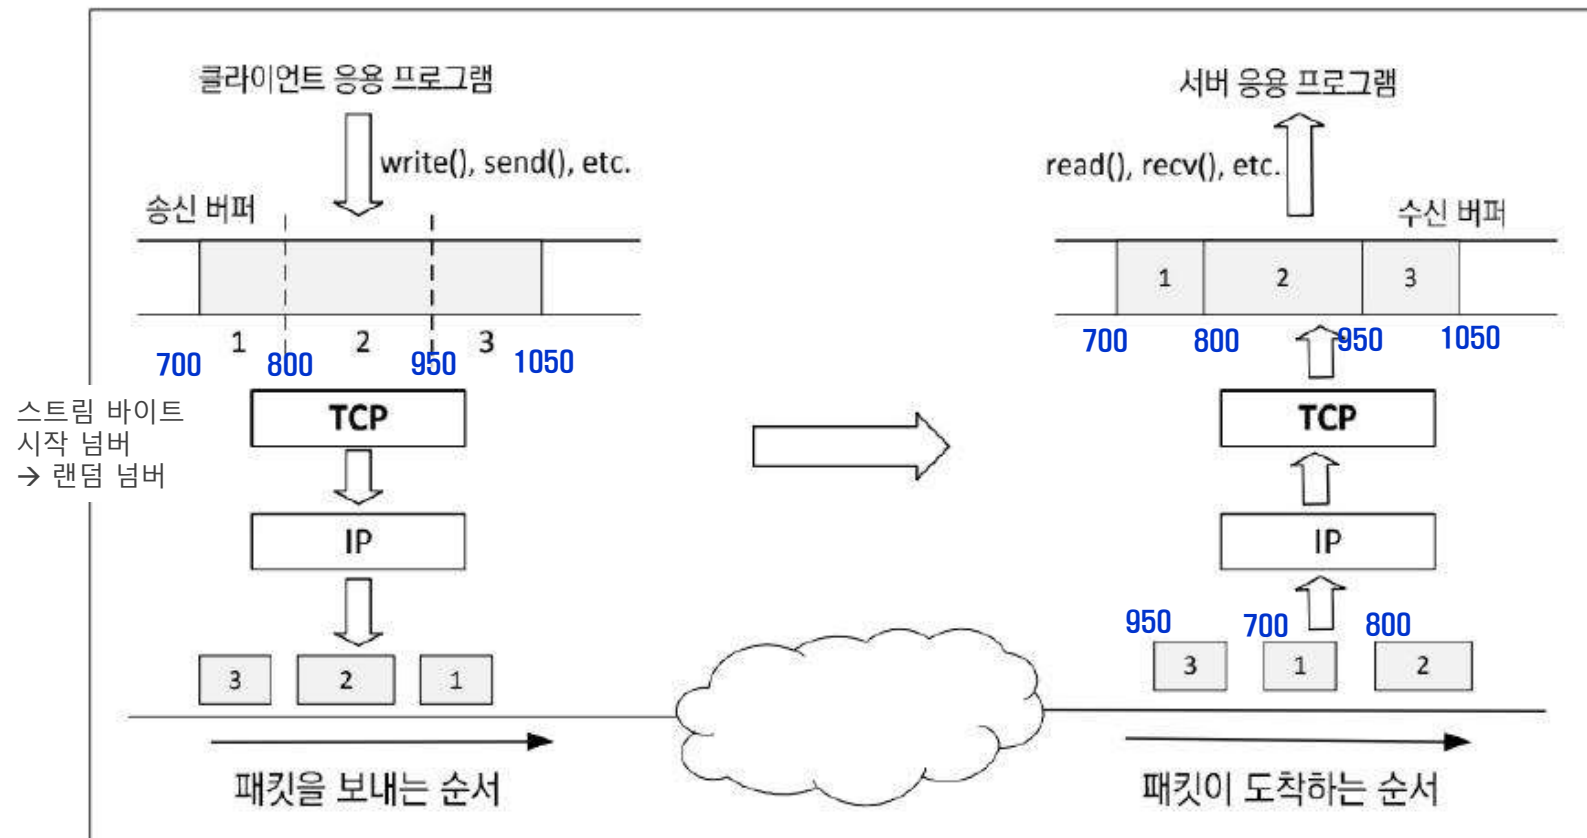 클라이언트 응용 프로그램
write(), send(), etc.
송신 버퍼
1 2 3
700 800 950 1050
스트림 바이트
시작 넘버
→ 랜덤 넘버
TCP
IP
3 2 1
패킷을 보내는 순서
서버 응용 프로그램
read(), recv(), etc.
수신 버퍼
1 2 3
700 800 950 1050
TCP
IP
950 700 800
3 1 2
패킷이 도착하는 순서